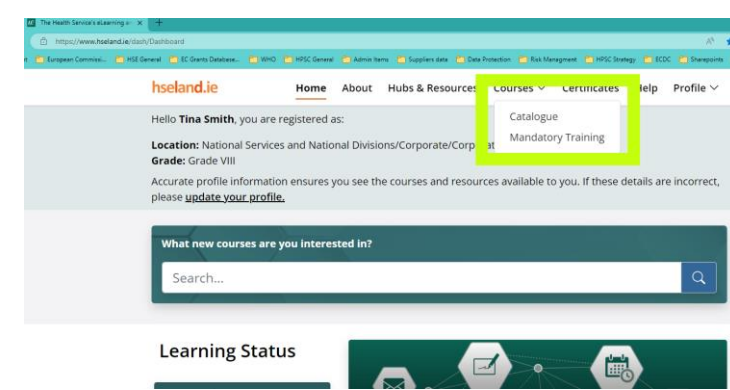 The Health Service's eLearning
https://www.hseland.ie/dash/Dashboard
European Commissi... HSE General EC Grants Database... WHO HPSC General Admin Items Suppliers data Data Protection Risk Managment HPSC Strategy ECDC Sharepoints
hseland.ie Home About Hubs & Resources Courses Certificates Help Profile
Catalogue
Mandatory Training
Hello Tina Smith, you are registered as:
Location: National Services and National Divisions/Corporate/Corporat
Grade: Grade VIII
Accurate profile information ensures you see the courses and resources available to you. If these details are incorrect,
please update your profile.
What new courses are you interested in?
Search...
Learning Status